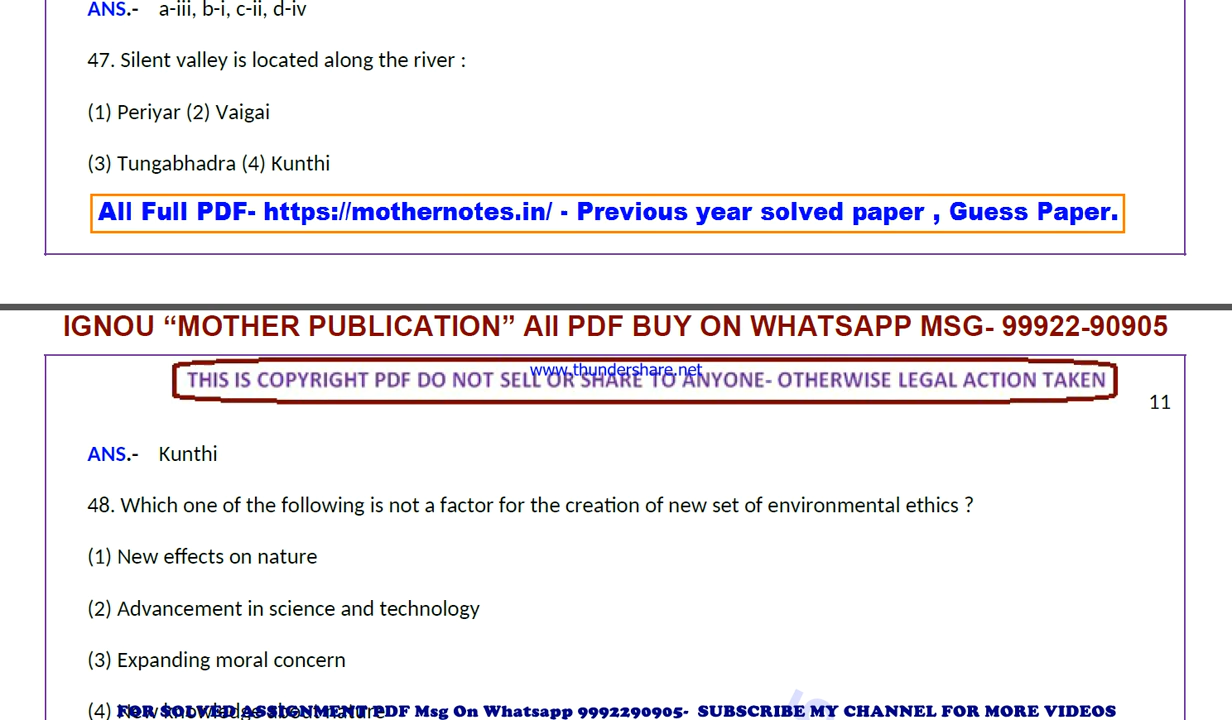 ANS.- a-iii, b-i, c-ii, d-iv
47. Silent valley is located along the river :
(1) Periyar (2) Vaigai
(3) Tungabhadra (4) Kunthi
All Full PDF- https://mothernotes.in/ - Previous year solved paper , Guess Paper.
IGNOU “MOTHER PUBLICATION” All PDF BUY ON WHATSAPP MSG- 99922-90905
www.thundershare.net
THIS IS COPYRIGHT PDF DO NOT SELL OR SHARE TO ANYONE- OTHERWISE LEGAL ACTION TAKEN
11
ANS.- Kunthi
48. Which one of the following is not a factor for the creation of new set of environmental ethics ?
(1) New effects on nature
(2) Advancement in science and technology
(3) Expanding moral concern
(4) New knowledge about nature
FOR SOLVED ASSIGNMENT PDF Msg On Whatsapp 9992290905- SUBSCRIBE MY CHANNEL FOR MORE VIDEOS